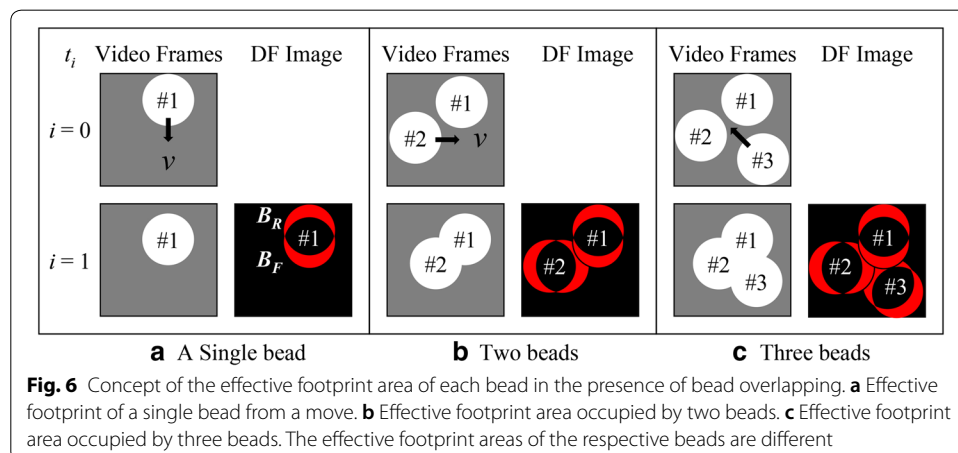 tᵢ Video Frames DF Image Video Frames DF Image Video Frames DF Image
i = 0 #1 v #1 #2 v #1 #2 #3
i = 1 #1 B_R B_F #1 #1 #2 #1 #2 #1 #2 #3 #1 #2 #3
a A Single bead b Two beads c Three beads
Fig. 6 Concept of the effective footprint area of each bead in the presence of bead overlapping. a Effective
footprint of a single bead from a move. b Effective footprint area occupied by two beads. c Effective footprint
area occupied by three beads. The effective footprint areas of the respective beads are different